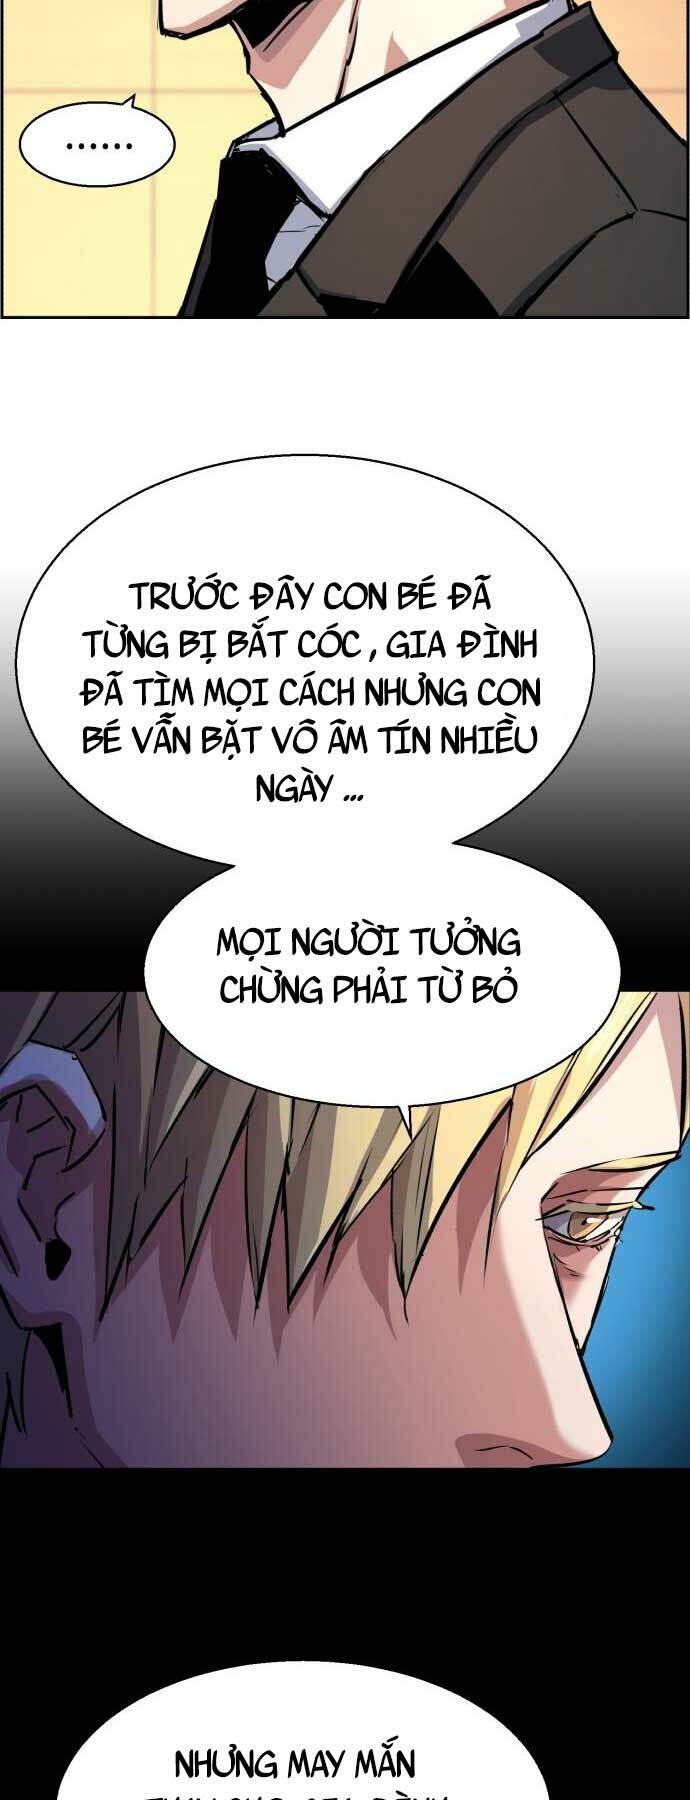 ......
TRƯỚC ĐÂY CON BÉ ĐÃ
TỪNG BỊ BẮT CÓC, GIA ĐÌNH
ĐÃ TÌM MỌI CÁCH NHƯNG CON
BÉ VẪN BẶT VÔ ÂM TÍN NHIỀU
NGÀY ...
MỌI NGƯỜI TƯỞNG
CHỪNG PHẢI TỪ BỎ
NHƯNG MAY MẮN